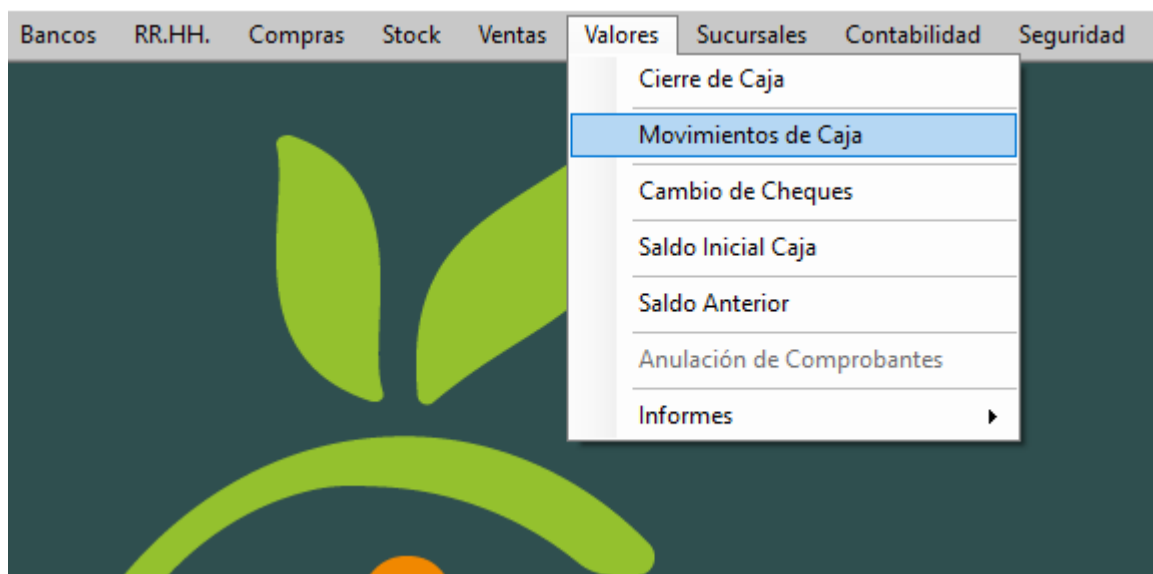 Bancos RR.HH. Compras Stock Ventas Valores Sucursales Contabilidad Seguridad
Cierre de Caja
Movimientos de Caja
Cambio de Cheques
Saldo Inicial Caja
Saldo Anterior
Anulación de Comprobantes
Informes